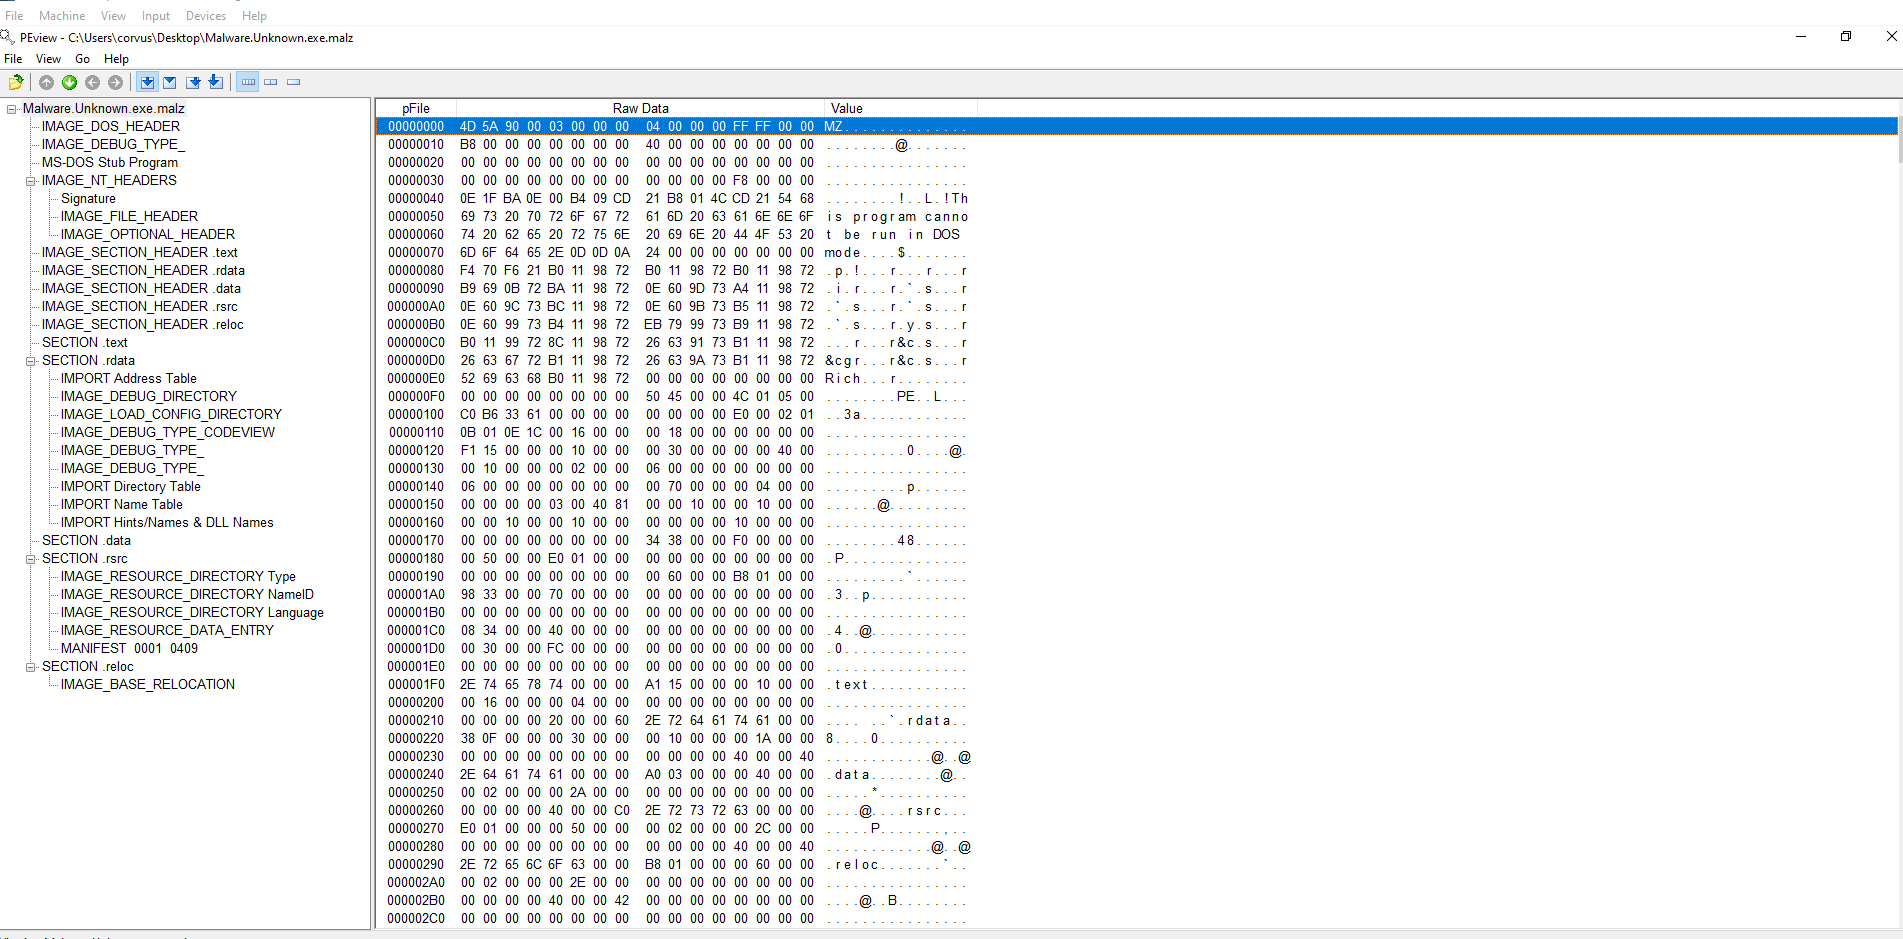 File Machine View Input Devices Help
PEview - C:\Users\corvus\Desktop\Malware.Unknown.exe.malz
File View Go Help
Malware.Unknown.exe.malz
IMAGE_DOS_HEADER
IMAGE_DEBUG_TYPE_
MS-DOS Stub Program
IMAGE_NT_HEADERS
Signature
IMAGE_FILE_HEADER
IMAGE_OPTIONAL_HEADER
IMAGE_SECTION_HEADER .text
IMAGE_SECTION_HEADER .rdata
IMAGE_SECTION_HEADER .data
IMAGE_SECTION_HEADER .rsrc
IMAGE_SECTION_HEADER .reloc
SECTION .text
SECTION .rdata
IMPORT Address Table
IMAGE_DEBUG_DIRECTORY
IMAGE_LOAD_CONFIG_DIRECTORY
IMAGE_DEBUG_TYPE_CODEVIEW
IMAGE_DEBUG_TYPE_
IMAGE_DEBUG_TYPE_
IMPORT Directory Table
IMPORT Name Table
IMPORT Hints/Names & DLL Names
SECTION .data
SECTION .rsrc
IMAGE_RESOURCE_DIRECTORY Type
IMAGE_RESOURCE_DIRECTORY NameID
IMAGE_RESOURCE_DIRECTORY Language
IMAGE_RESOURCE_DATA_ENTRY
MANIFEST 0001 0409
SECTION .reloc
IMAGE_BASE_RELOCATION
pFile Raw Data Value
00000000 4D 5A 90 00 03 00 00 00 04 00 00 00 FF FF 00 00 MZ..............
00000010 B8 00 00 00 00 00 00 00 40 00 00 00 00 00 00 00 ........@.......
00000020 00 00 00 00 00 00 00 00 00 00 00 00 00 00 00 00 ................
00000030 00 00 00 00 00 00 00 00 00 00 00 00 F8 00 00 00 ................
00000040 0E 1F BA 0E 00 B4 09 CD 21 B8 01 4C CD 21 54 68 ........!..L.!Th
00000050 69 73 20 70 72 6F 67 72 61 6D 20 63 61 6E 6E 6F is program canno
00000060 74 20 62 65 20 72 75 6E 20 69 6E 20 44 4F 53 20 t be run in DOS
00000070 6D 6F 64 65 2E 0D 0D 0A 24 00 00 00 00 00 00 00 mode....$.......
00000080 F4 70 F6 21 B0 11 98 72 B0 11 98 72 B0 11 98 72 .p.!...r...r...r
00000090 B9 69 0B 72 BA 11 98 72 0E 60 9D 73 A4 11 98 72 .i.r...r.`.s...r
000000A0 0E 60 9C 73 BC 11 98 72 0E 60 9B 73 B5 11 98 72 .`.s...r.`.s...r
000000B0 0E 60 99 73 B4 11 98 72 EB 79 99 73 B9 11 98 72 .`.s...r.y.s...r
000000C0 B0 11 99 72 8C 11 98 72 26 63 91 73 B1 11 98 72 ...r...r&c.s...r
000000D0 26 63 67 72 B1 11 98 72 26 63 9A 73 B1 11 98 72 &cgr...r&c.s...r
000000E0 52 69 63 68 B0 11 98 72 00 00 00 00 00 00 00 00 Rich...r........
000000F0 00 00 00 00 00 00 00 00 50 45 00 00 4C 01 05 00 ........PE..L...
00000100 C0 B6 33 61 00 00 00 00 00 00 00 00 E0 00 02 01 ..3a............
00000110 0B 01 0E 1C 00 16 00 00 00 18 00 00 00 00 00 00 ................
00000120 F1 15 00 00 00 10 00 00 00 30 00 00 00 00 40 00 .........0....@.
00000130 00 10 00 00 00 02 00 00 06 00 00 00 00 00 00 00 ................
00000140 06 00 00 00 00 00 00 00 00 70 00 00 00 04 00 00 .........p......
00000150 00 00 00 00 03 00 40 81 00 00 10 00 00 10 00 00 ......@.........
00000160 00 00 10 00 00 10 00 00 00 00 00 00 10 00 00 00 ................
00000170 00 00 00 00 00 00 00 00 34 38 00 00 F0 00 00 00 ........48......
00000180 00 50 00 00 E0 01 00 00 00 00 00 00 00 00 00 00 .P..............
00000190 00 00 00 00 00 00 00 00 00 60 00 00 B8 01 00 00 .........`......
000001A0 98 33 00 00 70 00 00 00 00 00 00 00 00 00 00 00 .3..p...........
000001B0 00 00 00 00 00 00 00 00 00 00 00 00 00 00 00 00 ................
000001C0 08 34 00 00 40 00 00 00 00 00 00 00 00 00 00 00 .4..@...........
000001D0 00 30 00 00 FC 00 00 00 00 00 00 00 00 00 00 00 .0..............
000001E0 00 00 00 00 00 00 00 00 00 00 00 00 00 00 00 00 ................
000001F0 2E 74 65 78 74 00 00 00 A1 15 00 00 00 10 00 00 .text...........
00000200 00 16 00 00 00 04 00 00 00 00 00 00 00 00 00 00 ................
00000210 00 00 00 00 20 00 00 60 2E 72 64 61 74 61 00 00 .... ..`.rdata..
00000220 38 0F 00 00 00 30 00 00 00 10 00 00 00 1A 00 00 8....0..........
00000230 00 00 00 00 00 00 00 00 00 00 00 00 40 00 00 40 ............@..@
00000240 2E 64 61 74 61 00 00 00 A0 03 00 00 00 40 00 00 .data........@..
00000250 00 02 00 00 00 2A 00 00 00 00 00 00 00 00 00 00 .....*..........
00000260 00 00 00 00 40 00 00 C0 2E 72 73 72 63 00 00 00 ....@....rsrc...
00000270 E0 01 00 00 00 50 00 00 00 02 00 00 00 2C 00 00 .....P.......,..
00000280 00 00 00 00 00 00 00 00 00 00 00 00 40 00 00 40 ............@..@
00000290 2E 72 65 6C 6F 63 00 00 B8 01 00 00 00 60 00 00 .reloc.......`..
000002A0 00 02 00 00 00 2E 00 00 00 00 00 00 00 00 00 00 ................
000002B0 00 00 00 00 40 00 00 42 00 00 00 00 00 00 00 00 ....@..B........
000002C0 00 00 00 00 00 00 00 00 00 00 00 00 00 00 00 00 ................